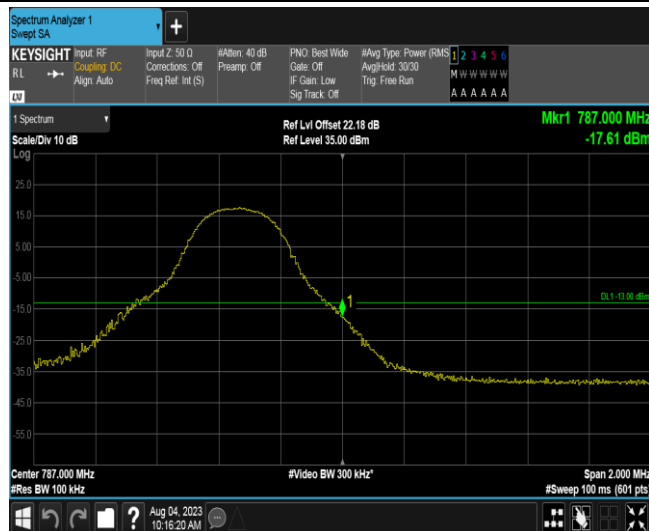 Spectrum Analyzer 1
Swept SA
+
KEYSIGHT
RL
LXI
Input: RF
Coupling: DC
Align: Auto
Input Z: 50 Ω
Corrections: Off
Freq Ref: Int (S)
#Atten: 40 dB
Preamp: Off
PNO: Best Wide
Gate: Off
IF Gain: Low
Sig Track: Off
#Avg Type: Power (RMS
Avg|Hold: 30/30
Trig: Free Run
1 2 3 4 5 6
M W W W W W
A A A A A A
1 Spectrum
Scale/Div 10 dB
Log
Ref Lvl Offset 22.18 dB
Ref Level 35.00 dBm
Mkr1 787.000 MHz
-17.61 dBm
25.0
15.0
5.00
-5.00
-15.0
-25.0
-35.0
-45.0
-55.0
DL1 -13.00 dBm
1
Center 787.000 MHz
#Res BW 100 kHz
#Video BW 300 kHz*
Span 2.000 MHz
#Sweep 100 ms (601 pts)
?
Aug 04, 2023
10:16:20 AM